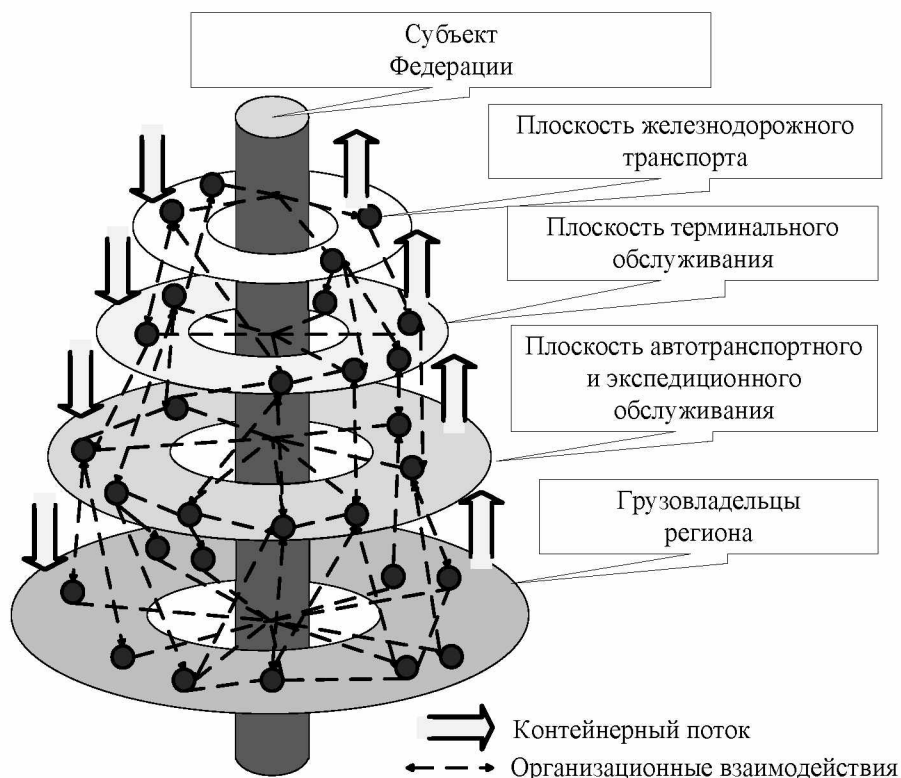 Субъект
Федерации
Плоскость железнодорожного
транспорта
Плоскость терминального
обслуживания
Плоскость автотранспортного
и экспедиционного
обслуживания
Грузовладельцы
региона
Контейнерный поток
Организационные взаимодействия